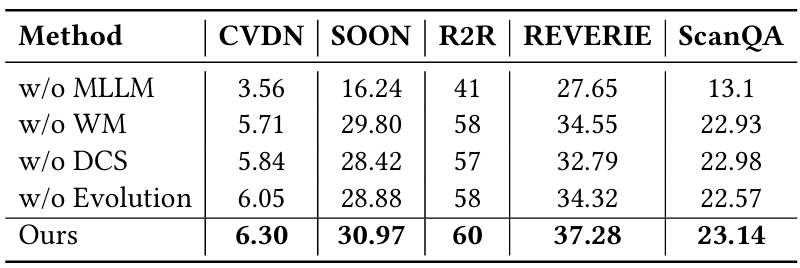 Method CVDN SOON R2R REVERIE ScanQA
w/o MLLM 3.56 16.24 41 27.65 13.1
w/o WM 5.71 29.80 58 34.55 22.93
w/o DCS 5.84 28.42 57 32.79 22.98
w/o Evolution 6.05 28.88 58 34.32 22.57
Ours 6.30 30.97 60 37.28 23.14